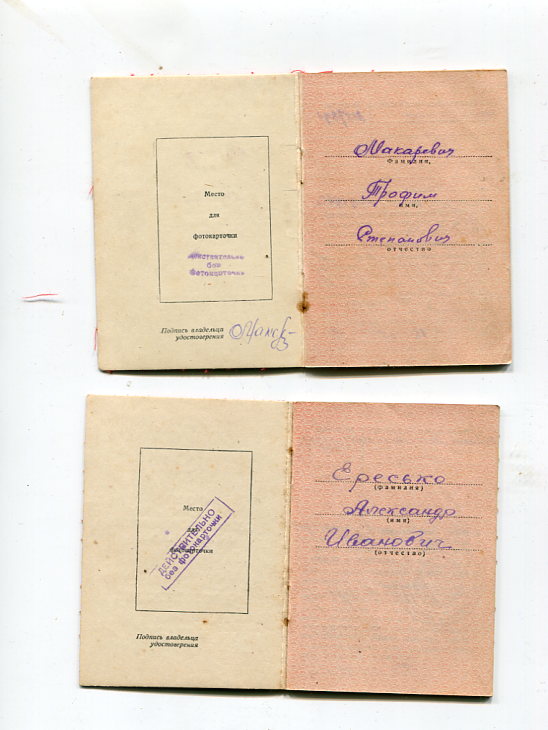 Макаревич
фамилия,
Трофим
имя,
Степанович
отчество
Место
для
фотокарточки
действительно
без
фотокарточки
Подпись владельца
удостоверения
Ересько
(фамилия)
Александр
(имя)
Иванович
(отчество)
Место
для
фотокарточки
ДЕЙСТВИТЕЛЬНО
без фотокарточки
Подпись владельца
удостоверения